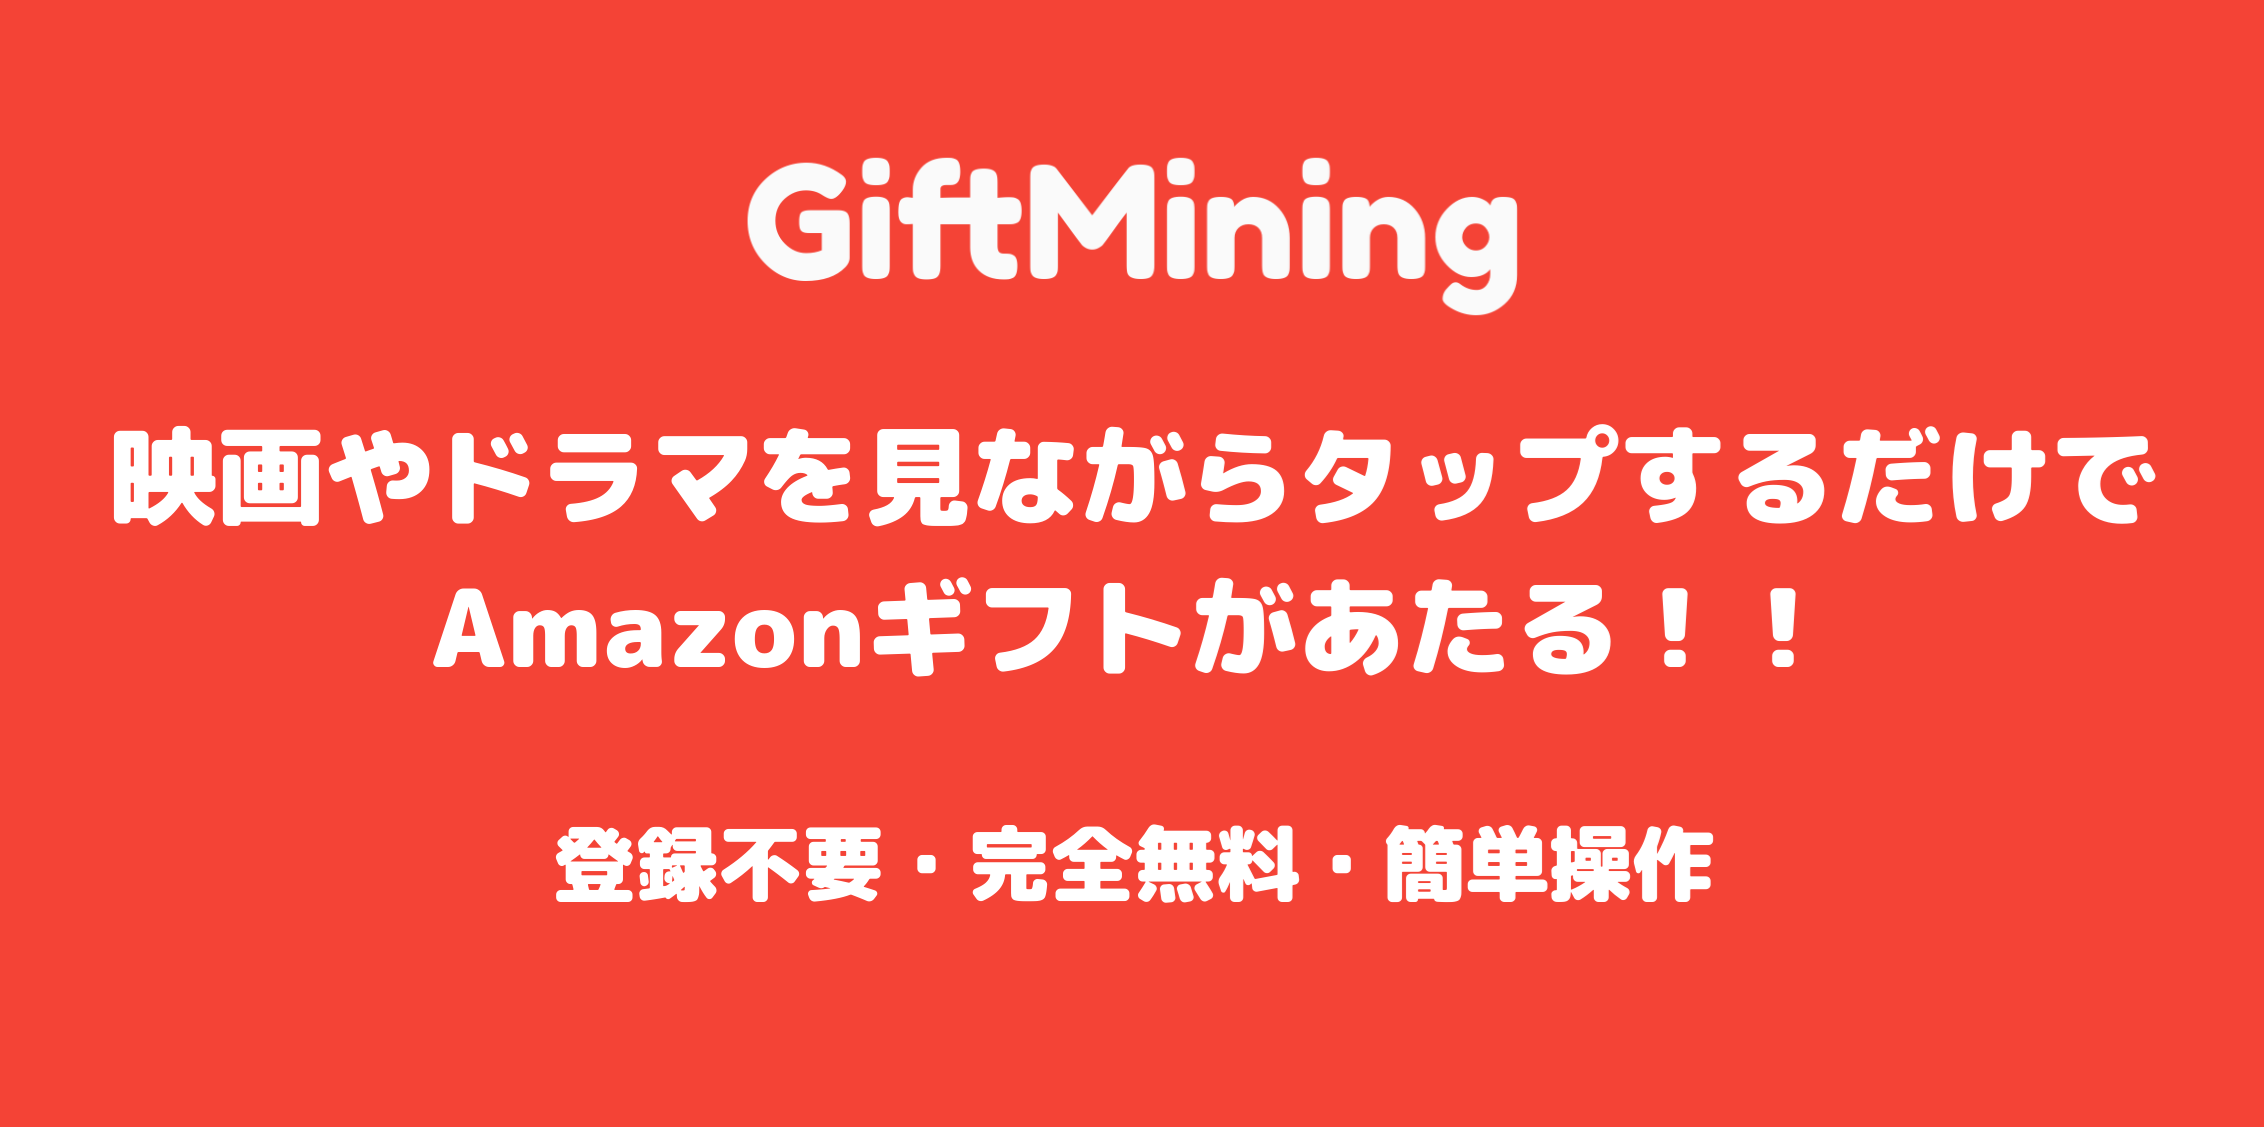 GiftMining
映画やドラマを見ながらタップするだけで
Amazonギフトがあたる！！
登録不要・完全無料・簡単操作